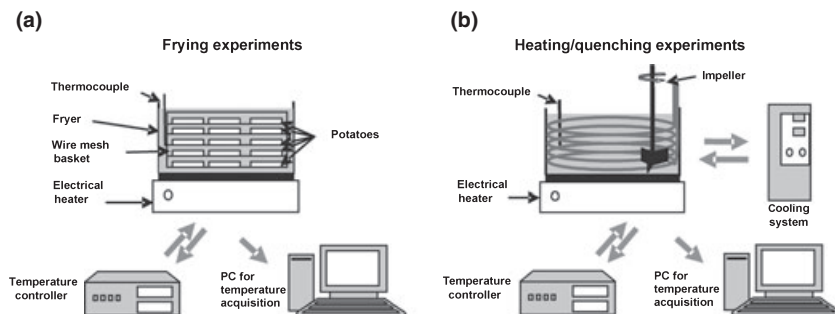 (a)
Frying experiments
Thermocouple
Fryer
Wire mesh
basket
Potatoes
Electrical
heater
Temperature
controller
PC for
temperature
acquisition
(b)
Heating/quenching experiments
Impeller
Thermocouple
Electrical
heater
Cooling
system
Temperature
controller
PC for
temperature
acquisition